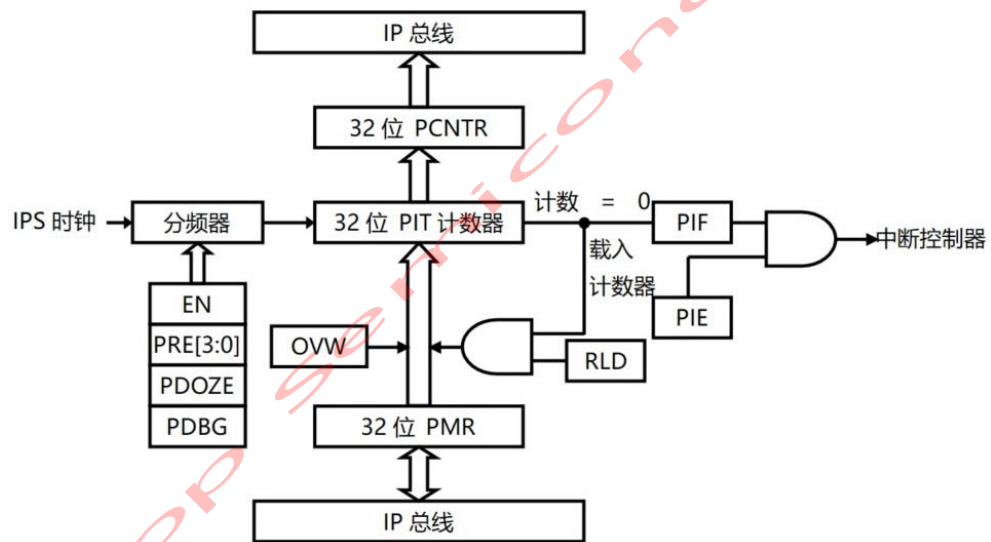 IP 总线
32 位 PCNTR
IPS 时钟
分频器
32 位 PIT 计数器
计数 = 0
PIF
中断控制器
载入
计数器
PIE
EN
PRE[3:0]
PDOZE
PDBG
OVW
RLD
32 位 PMR
IP 总线